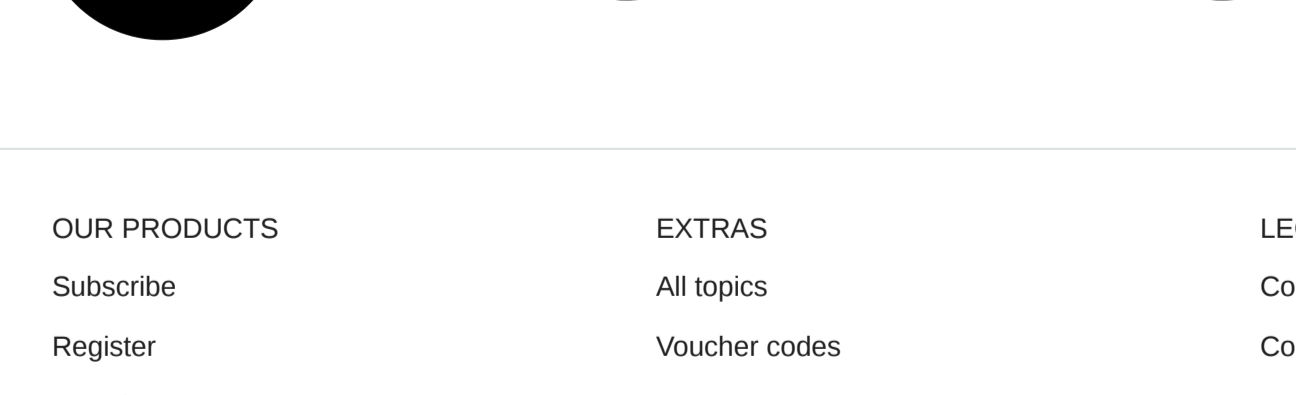 OUR PRODUCTS
Subscribe
Register
EXTRAS
All topics
Voucher codes